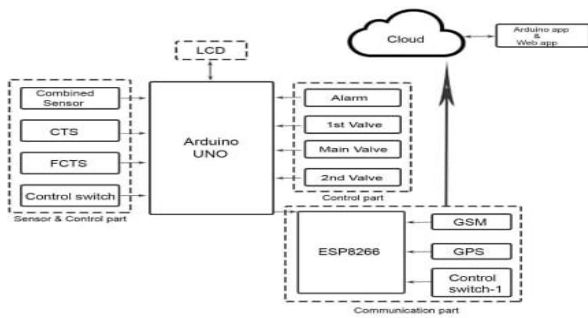 Cloud
Arduino app
&
Web app
LCD
Combined
Sensor
CTS
FCTS
Control switch
Sensor & Control part
Arduino
UNO
Alarm
1st Valve
Main Valve
2nd Valve
Control part
ESP8266
GSM
GPS
Control
switch-1
Communication part